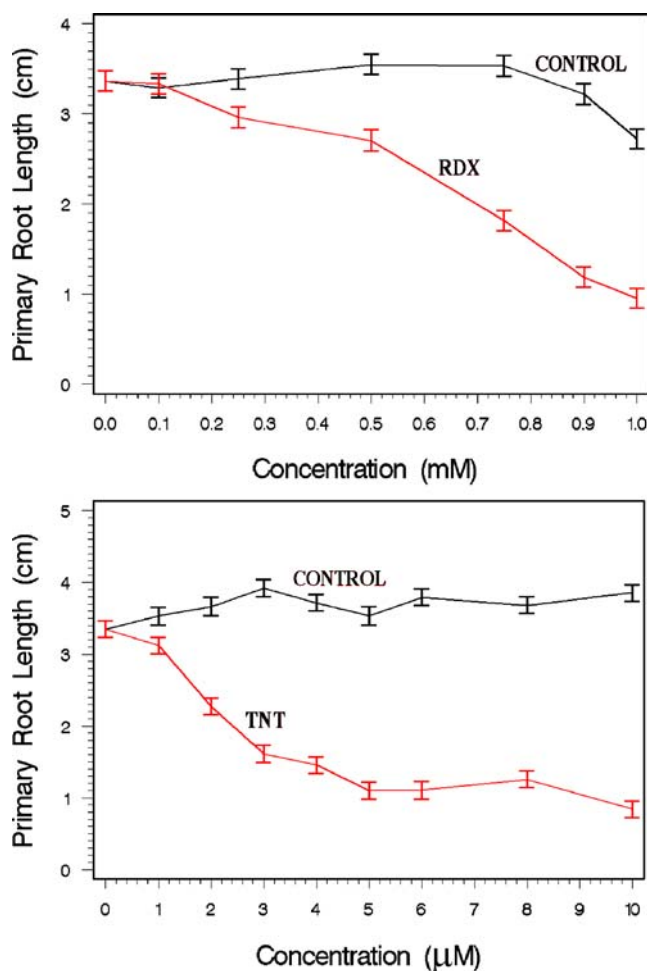 4
3
2
1
0
Primary Root Length (cm)
CONTROL
RDX
0.0 0.1 0.2 0.3 0.4 0.5 0.6 0.7 0.8 0.9 1.0
Concentration (mM)
5
4
3
2
1
0
Primary Root Length (cm)
CONTROL
TNT
0 1 2 3 4 5 6 7 8 9 10
Concentration (μM)